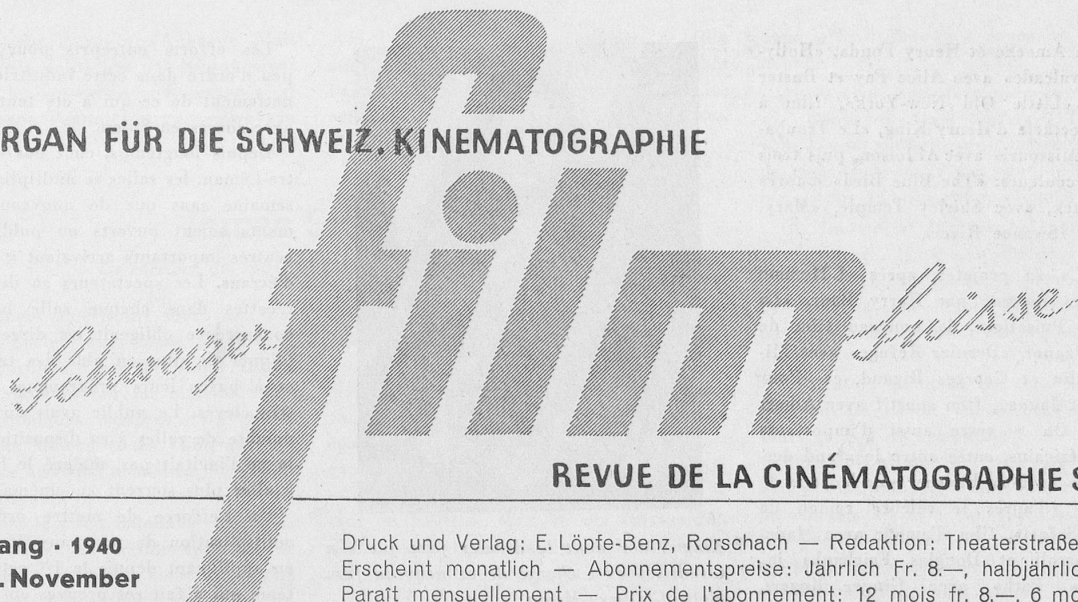 RGAN FÜR DIE SCHWEIZ. KINEMATOGRAPHIE
Schweizer film Suisse
REVUE DE LA CINÉMATOGRAPHIE S
ang · 1940
. November
Druck und Verlag: E. Löpfe-Benz, Rorschach — Redaktion: Theaterstraße
Erscheint monatlich — Abonnementspreise: Jährlich Fr. 8.—, halbjährlic
Paraît mensuellement — Prix de l'abonnement: 12 mois fr. 8.—, 6 mo